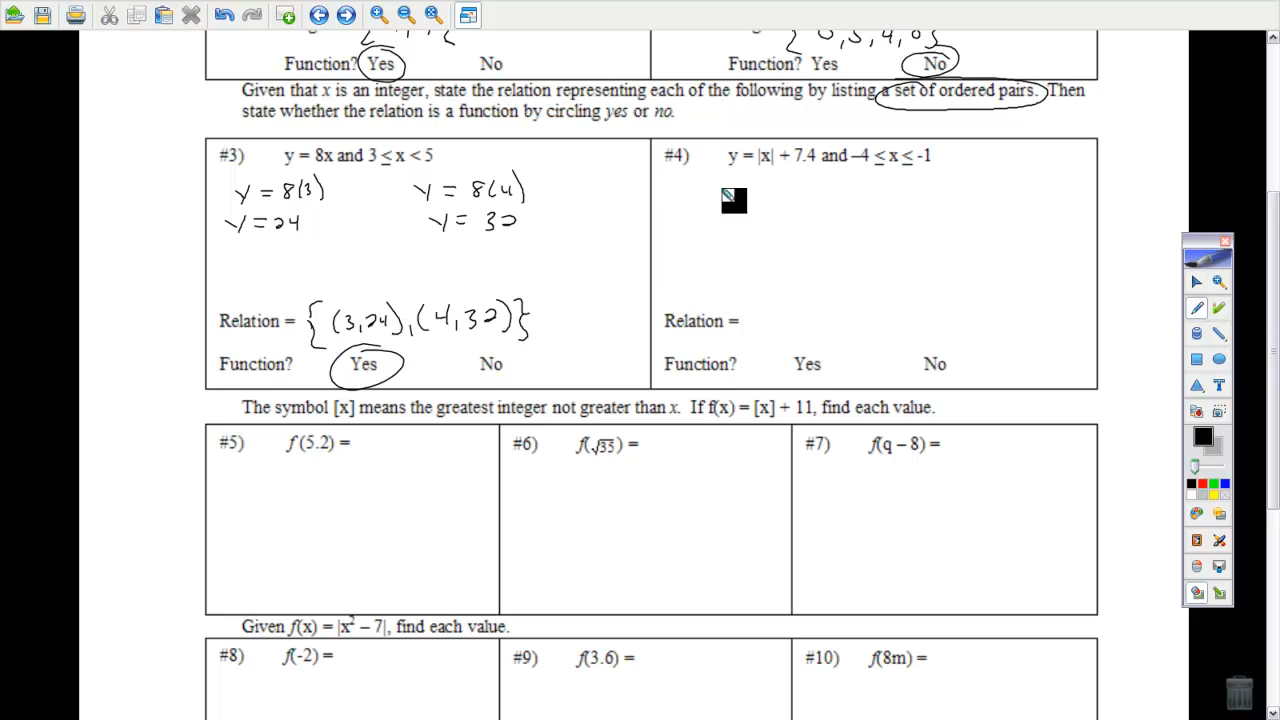 Function? Yes No
Function? Yes No
Given that x is an integer, state the relation representing each of the following by listing a set of ordered pairs. Then
state whether the relation is a function by circling yes or no.
#3) y = 8x and 3 ≤ x < 5
y = 8(3)
y = 8(4)
y = 24
y = 32
Relation = {(3,24),(4,32)}
Function? Yes No
#4) y = |x| + 7.4 and –4 ≤ x ≤ -1
Relation =
Function? Yes No
The symbol [x] means the greatest integer not greater than x. If f(x) = [x] + 11, find each value.
#5) f (5.2) =
#6) f(√35) =
#7) f(q – 8) =
Given f(x) = |x² – 7|, find each value.
#8) f(-2) =
#9) f(3.6) =
#10) f(8m) =